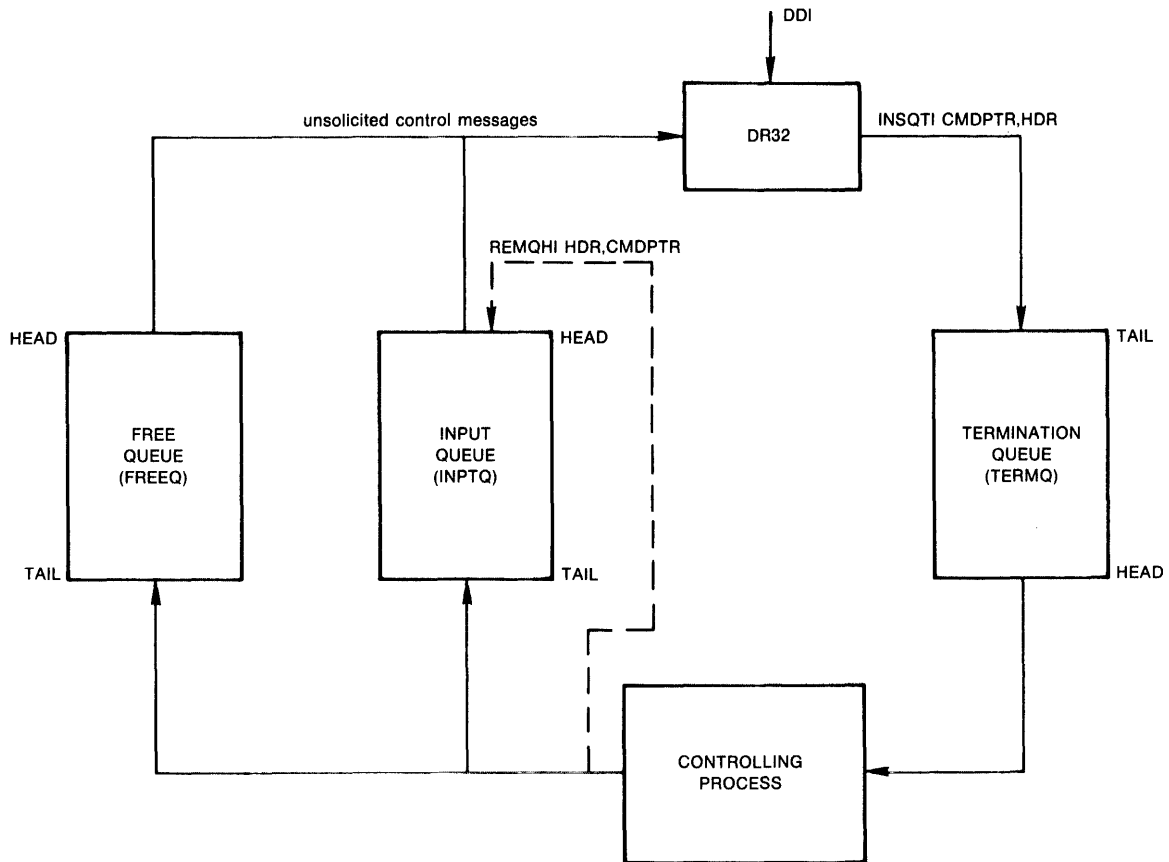 DDI
unsolicited control messages
DR32
INSQTI CMDPTR,HDR
REMQHI HDR,CMDPTR
HEAD
HEAD
TAIL
FREE
QUEUE
(FREEQ)
INPUT
QUEUE
(INPTQ)
TERMINATION
QUEUE
(TERMQ)
TAIL
TAIL
HEAD
CONTROLLING
PROCESS